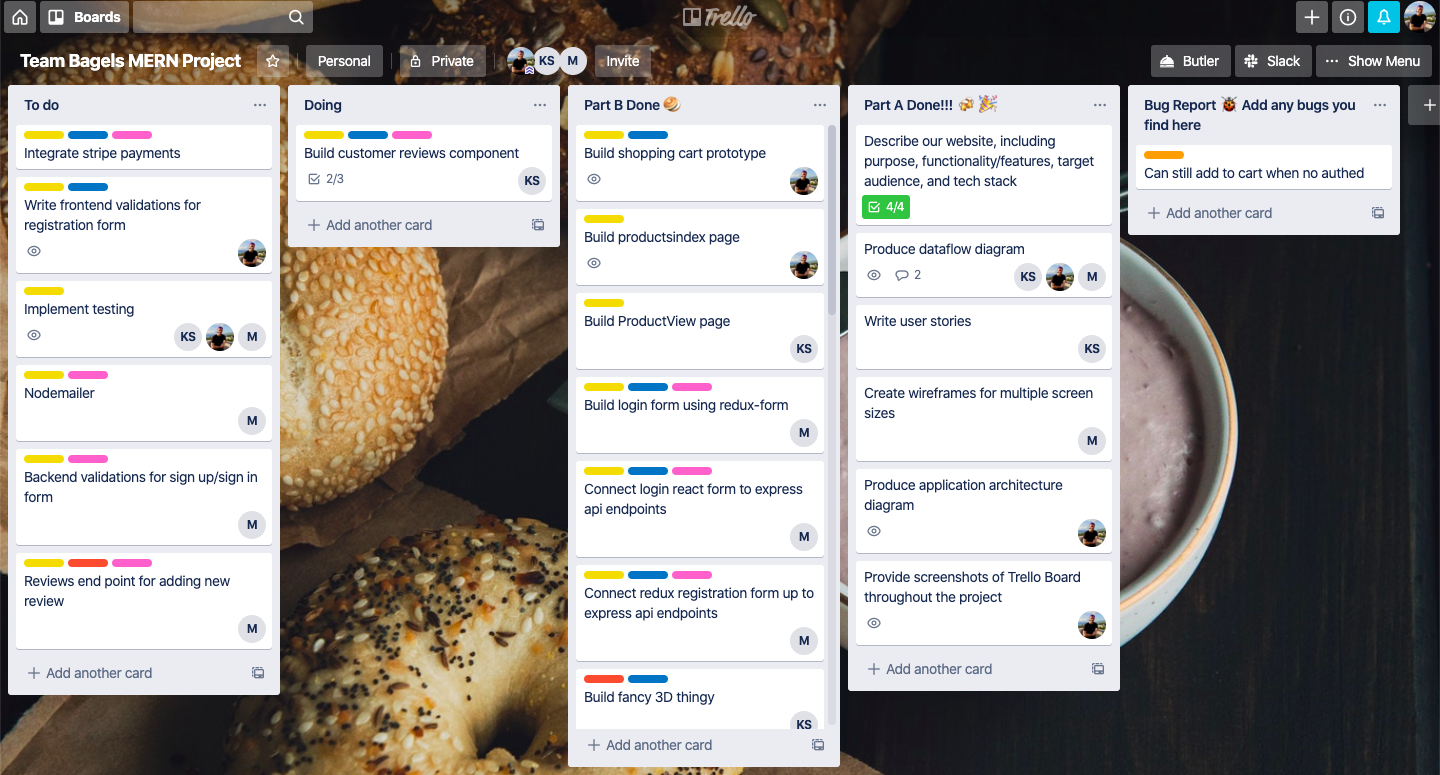 Boards
Trello
Team Bagels MERN Project
Personal
Private
KS
M
Invite
Butler
Slack
Show Menu
To do
Integrate stripe payments
Write frontend validations for
registration form
Implement testing
KS
M
Nodemailer
M
Backend validations for sign up/sign in
form
M
Reviews end point for adding new
review
M
Add another card
Doing
Build customer reviews component
2/3
KS
Add another card
Part B Done
Build shopping cart prototype
Build productsindex page
Build ProductView page
KS
Build login form using redux-form
M
Connect login react form to express
api endpoints
M
Connect redux registration form up to
express api endpoints
M
Build fancy 3D thingy
KS
Add another card
Part A Done!!!
Describe our website, including
purpose, functionality/features, target
audience, and tech stack
4/4
Produce dataflow diagram
2
KS
M
Write user stories
KS
Create wireframes for multiple screen
sizes
M
Produce application architecture
diagram
Provide screenshots of Trello Board
throughout the project
Add another card
Bug Report 🐞 Add any bugs you
find here
Can still add to cart when no authed
Add another card